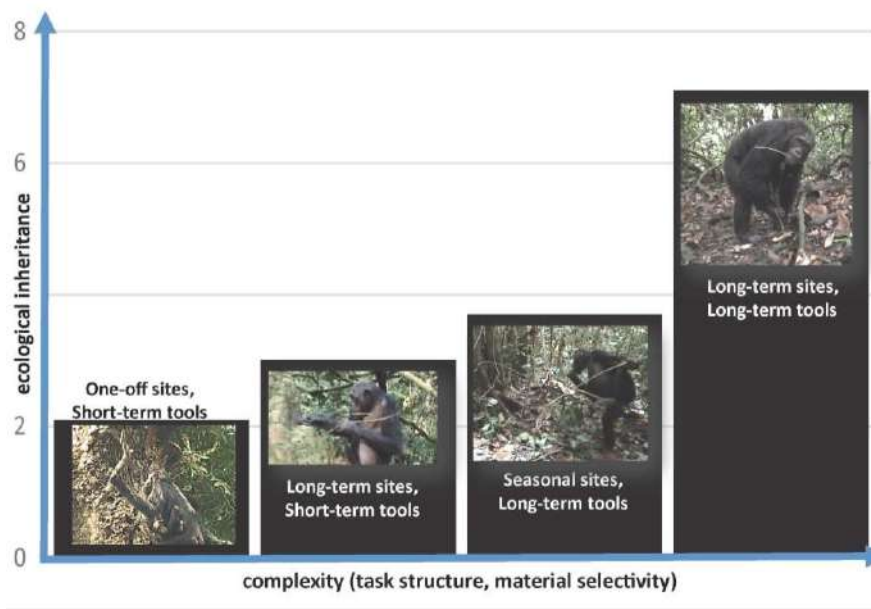 8
6
2
0
ecological inheritance
One-off sites,
Short-term tools
Long-term sites,
Short-term tools
Seasonal sites,
Long-term tools
Long-term sites,
Long-term tools
complexity (task structure, material selectivity)